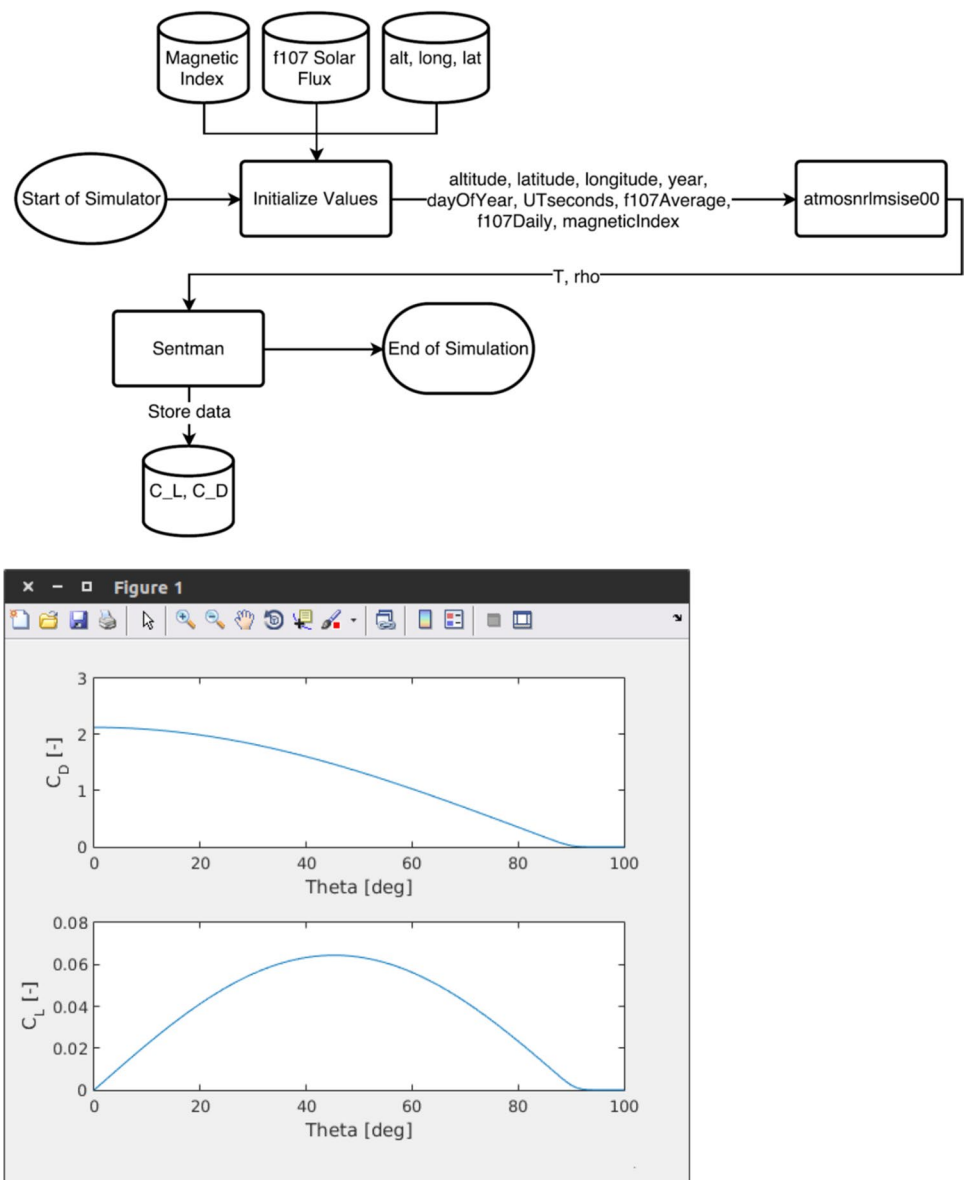 Magnetic
Index
f107 Solar
Flux
alt, long, lat
Start of Simulator
Initialize Values
altitude, latitude, longitude, year,
dayOfYear, UTseconds, f107Average,
f107Daily, magneticIndex
atmosnrlmsise00
T, rho
Sentman
End of Simulation
Store data
C_L, C_D
Figure 1
3
2
1
0
C_D [-]
0 20 40 60 80 100
Theta [deg]
0.08
0.06
0.04
0.02
0
C_L [-]
0 20 40 60 80 100
Theta [deg]